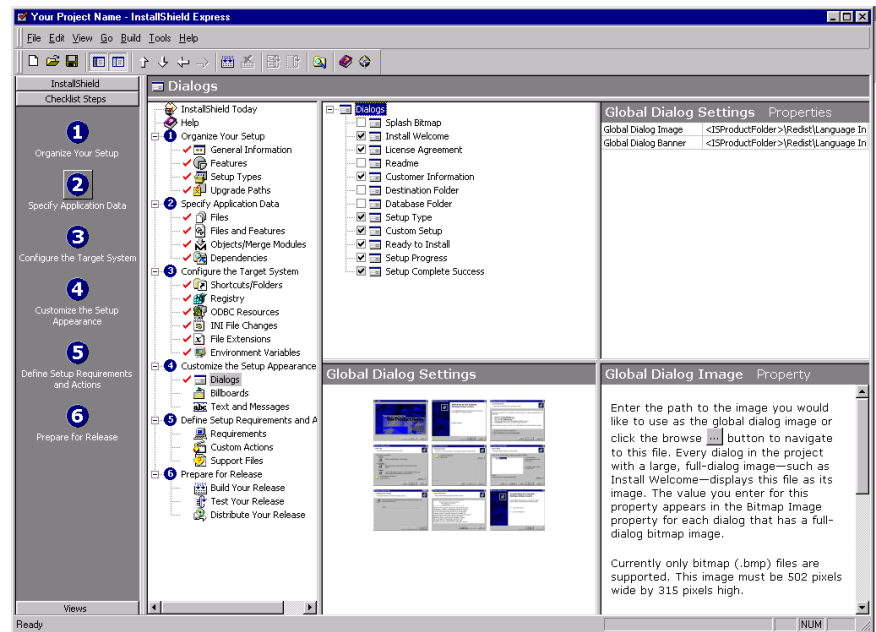 Your Project Name - InstallShield Express
File Edit View Go Build Tools Help
InstallShield
Checklist Steps
1
Organize Your Setup
2
Specify Application Data
3
Configure the Target System
4
Customize the Setup
Appearance
5
Define Setup Requirements
and Actions
6
Prepare for Release
Views
Dialogs
InstallShield Today
Help
1 Organize Your Setup
General Information
Features
Setup Types
Upgrade Paths
2 Specify Application Data
Files
Files and Features
Objects/Merge Modules
Dependencies
3 Configure the Target System
Shortcuts/Folders
Registry
ODBC Resources
INI File Changes
File Extensions
Environment Variables
4 Customize the Setup Appearance
Dialogs
Billboards
abc Text and Messages
5 Define Setup Requirements and A
Requirements
Custom Actions
Support Files
6 Prepare for Release
Build Your Release
Test Your Release
Distribute Your Release
Dialogs
Splash Bitmap
Install Welcome
License Agreement
Readme
Customer Information
Destination Folder
Database Folder
Setup Type
Custom Setup
Ready to Install
Setup Progress
Setup Complete Success
Global Dialog Settings Properties
Global Dialog Image <ISProductFolder>\Redist\Language In
Global Dialog Banner <ISProductFolder>\Redist\Language In
Global Dialog Settings
Global Dialog Image Property
Enter the path to the image you would
like to use as the global dialog image or
click the browse ... button to navigate
to this file. Every dialog in the project
with a large, full-dialog image—such as
Install Welcome—displays this file as its
image. The value you enter for this
property appears in the Bitmap Image
property for each dialog that has a full-
dialog bitmap image.
Currently only bitmap (.bmp) files are
supported. This image must be 502 pixels
wide by 315 pixels high.
Ready
NUM